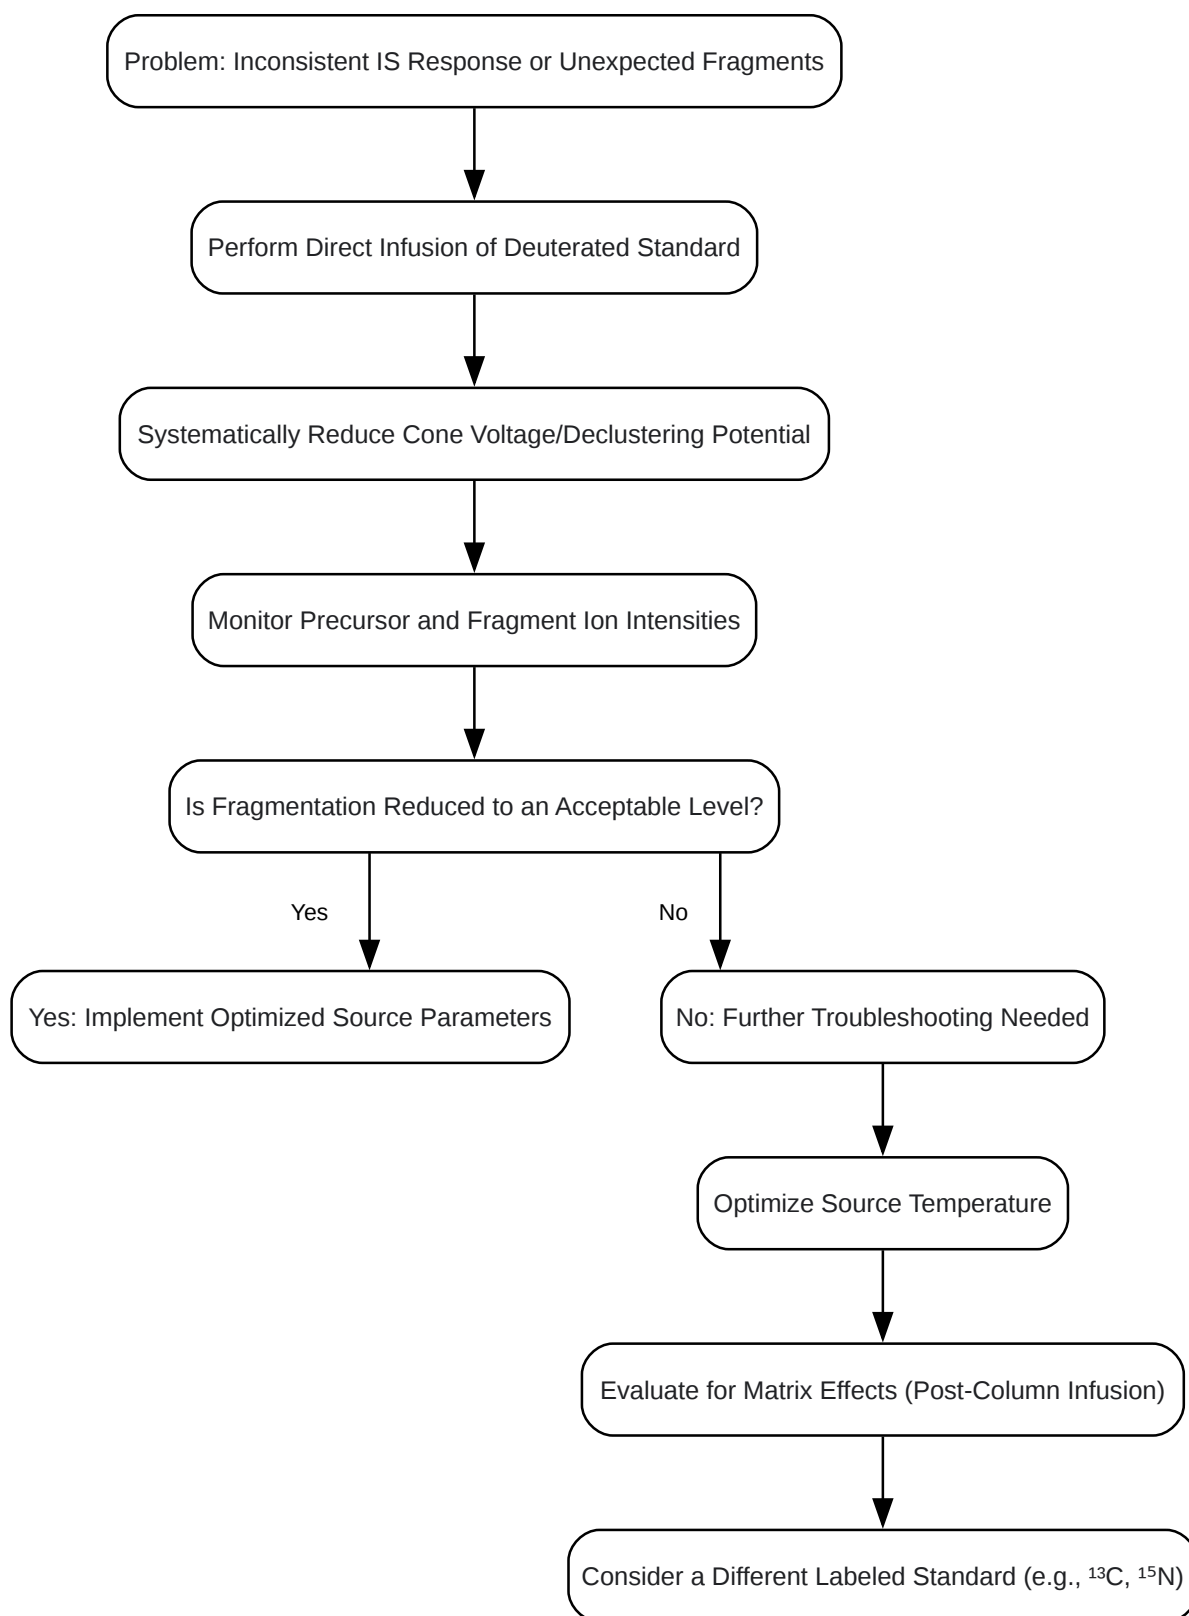 Problem: Inconsistent IS Response or Unexpected Fragments
Perform Direct Infusion of Deuterated Standard
Systematically Reduce Cone Voltage/Declustering Potential
Monitor Precursor and Fragment Ion Intensities
Is Fragmentation Reduced to an Acceptable Level?
Yes
No
Yes: Implement Optimized Source Parameters
No: Further Troubleshooting Needed
Optimize Source Temperature
Evaluate for Matrix Effects (Post-Column Infusion)
Consider a Different Labeled Standard (e.g., ¹³C, ¹⁵N)